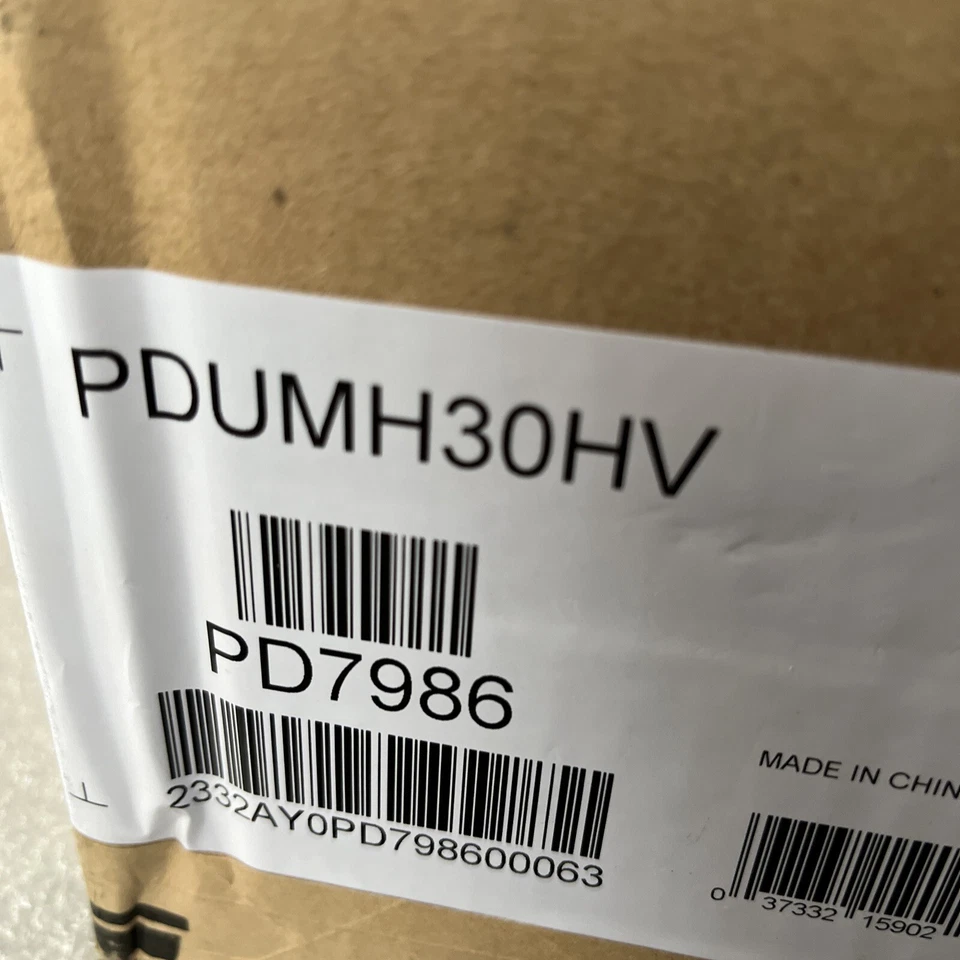 PDUMH30HV
PD7986
2332AY0PD798600063
MADE IN CHIN
0 37332 15902